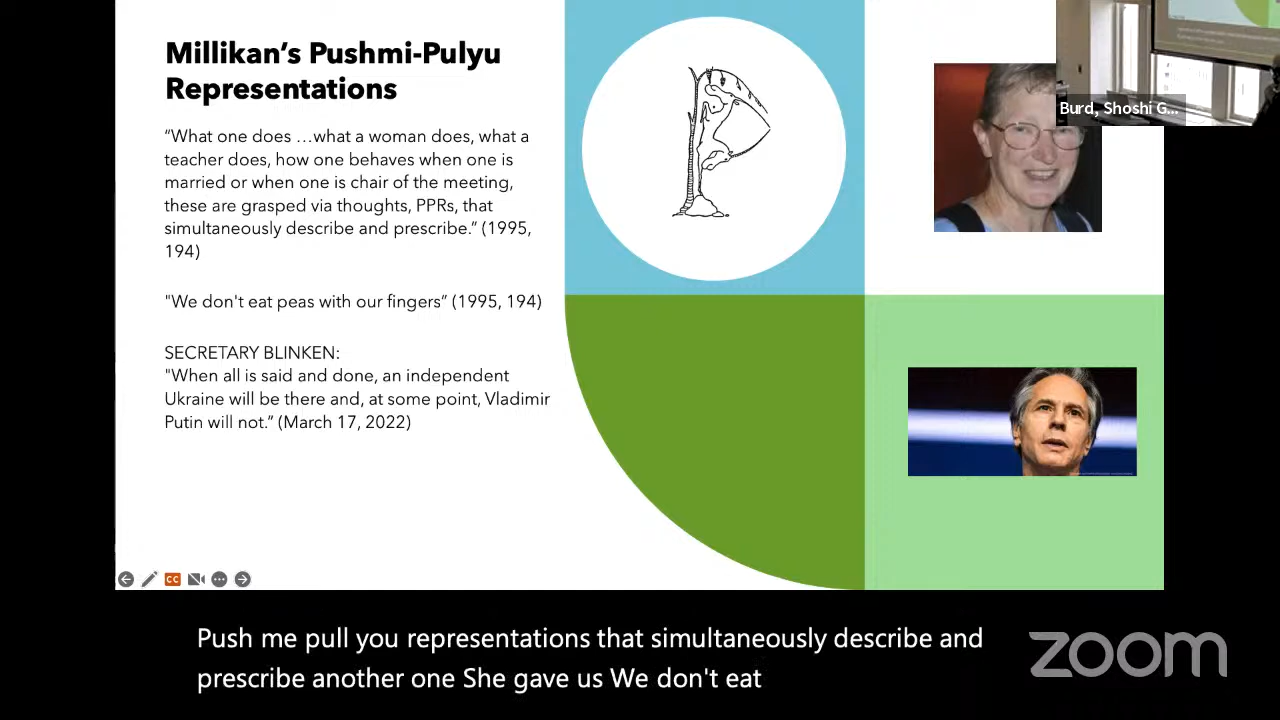 Millikan's Pushmi-Pulyu
Representations
"What one does …what a woman does, what a
teacher does, how one behaves when one is
married or when one is chair of the meeting,
these are grasped via thoughts, PPRs, that
simultaneously describe and prescribe." (1995,
194)
"We don't eat peas with our fingers" (1995, 194)
SECRETARY BLINKEN:
"When all is said and done, an independent
Ukraine will be there and, at some point, Vladimir
Putin will not." (March 17, 2022)
Burd, Shoshi G...
CC
Push me pull you representations that simultaneously describe and
prescribe another one She gave us We don't eat
zoom